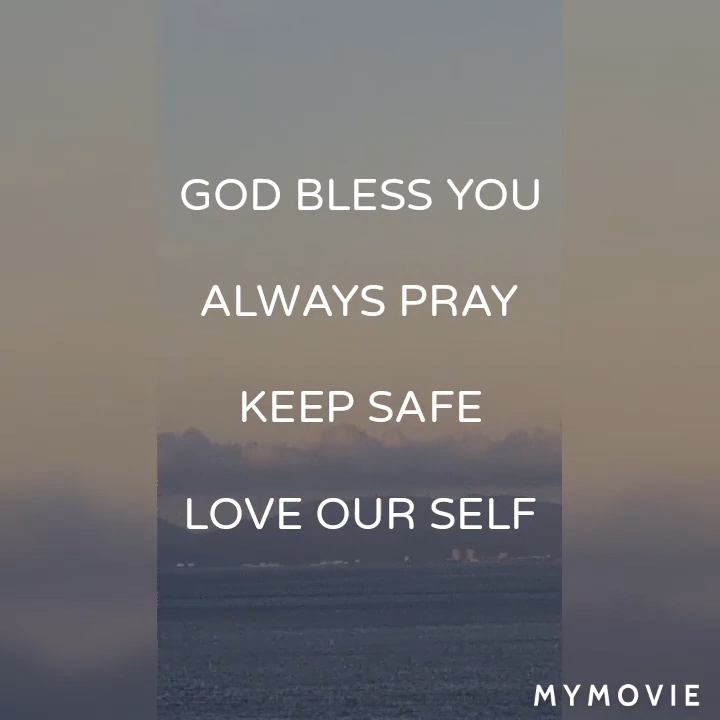 GOD BLESS YOU
ALWAYS PRAY
KEEP SAFE
LOVE OUR SELF
MYMOVIE